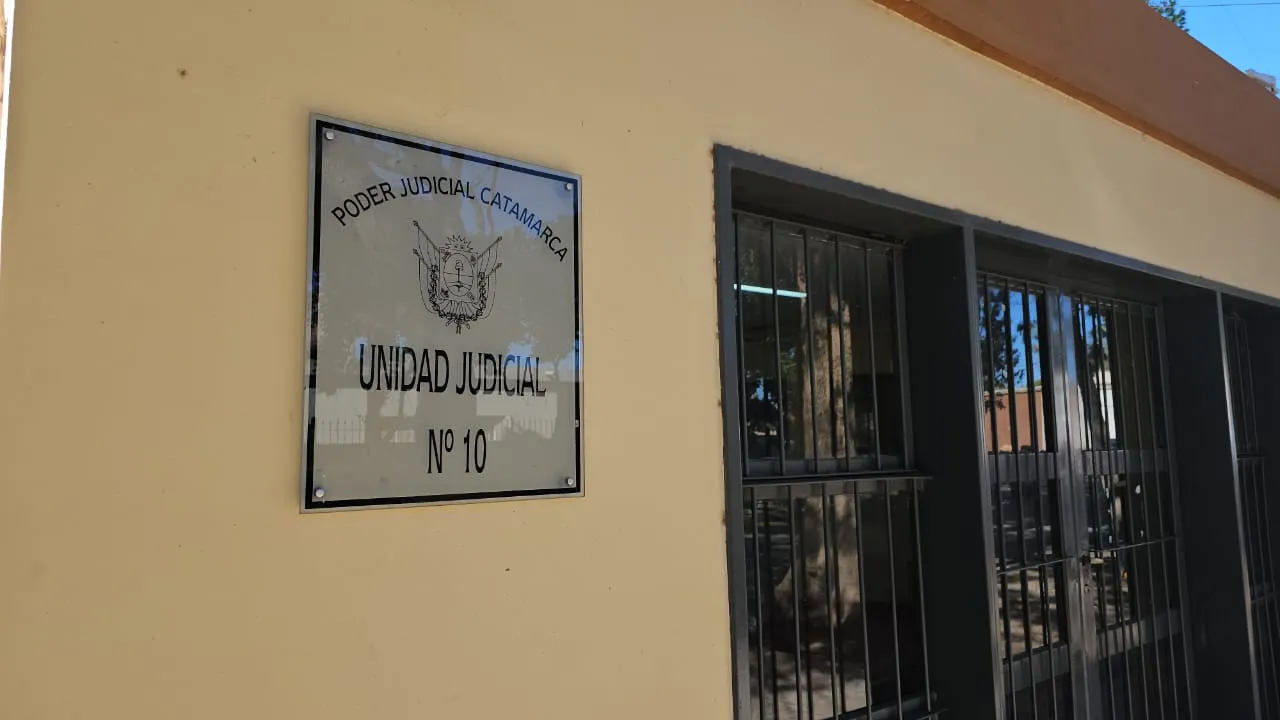 PODER JUDICIAL CATAMARCA
UNIDAD JUDICIAL
Nº 10